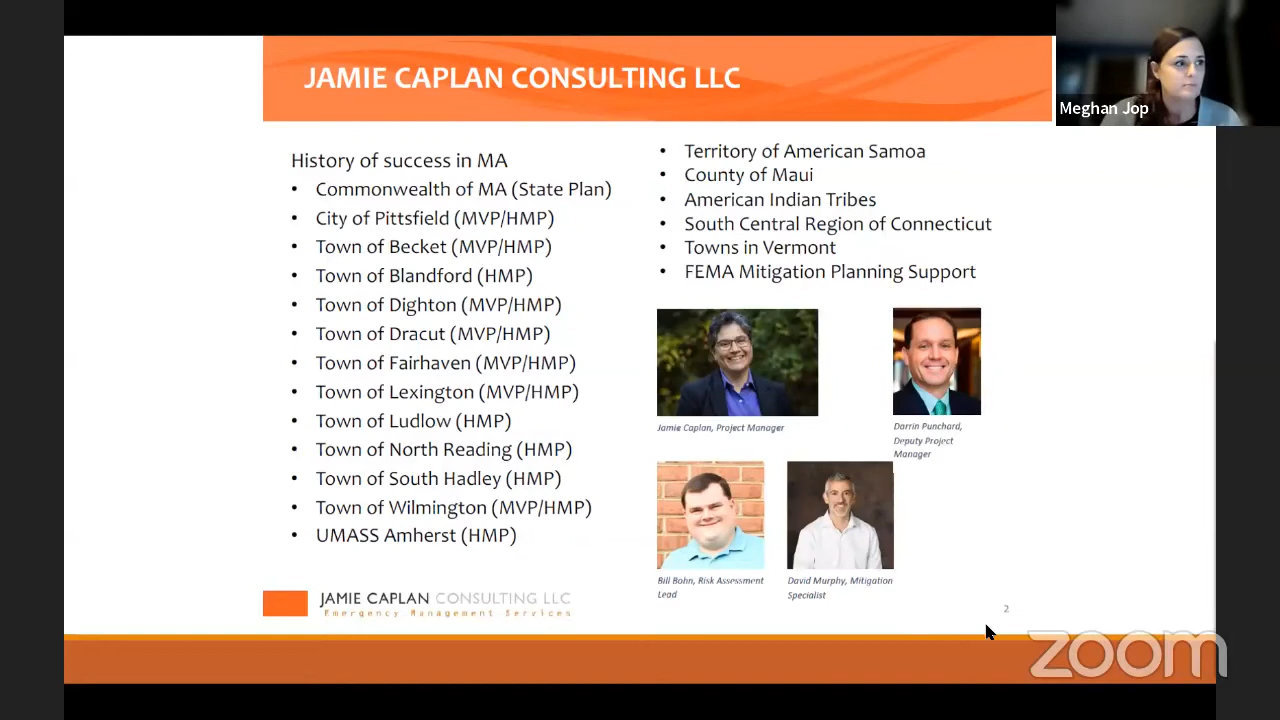 JAMIE CAPLAN CONSULTING LLC
Meghan Jop
History of success in MA
• Commonwealth of MA (State Plan)
• City of Pittsfield (MVP/HMP)
• Town of Becket (MVP/HMP)
• Town of Blandford (HMP)
• Town of Dighton (MVP/HMP)
• Town of Dracut (MVP/HMP)
• Town of Fairhaven (MVP/HMP)
• Town of Lexington (MVP/HMP)
• Town of Ludlow (HMP)
• Town of North Reading (HMP)
• Town of South Hadley (HMP)
• Town of Wilmington (MVP/HMP)
• UMASS Amherst (HMP)
• Territory of American Samoa
• County of Maui
• American Indian Tribes
• South Central Region of Connecticut
• Towns in Vermont
• FEMA Mitigation Planning Support
Jamie Caplan, Project Manager
Darrin Punchard,
Deputy Project
Manager
Bill Bohn, Risk Assessment
Lead
David Murphy, Mitigation
Specialist
JAMIE CAPLAN CONSULTING LLC
Emergency Management Services
2
zoom